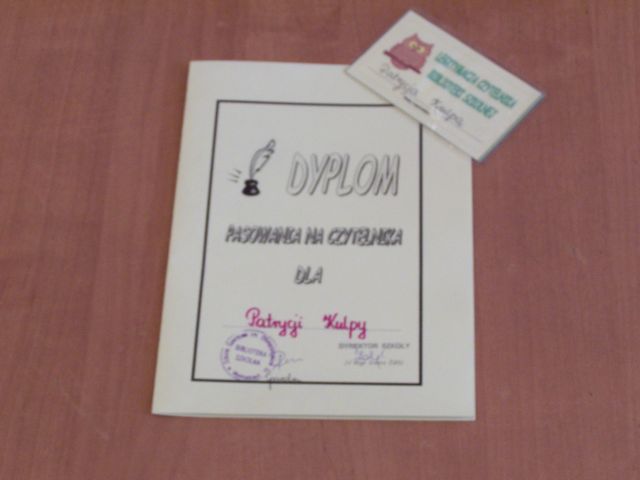 LEGITYMACJA CZYTELNIKA
BIBLIOTEKI SZKOLNEJ
Patrycja Kulpa
DYPLOM
PASOWANIA NA CZYTELNIKA
DLA
Patrycji Kulpy
BIBLIOTEKA
SZKOLNA
DYREKTOR SZKOŁY